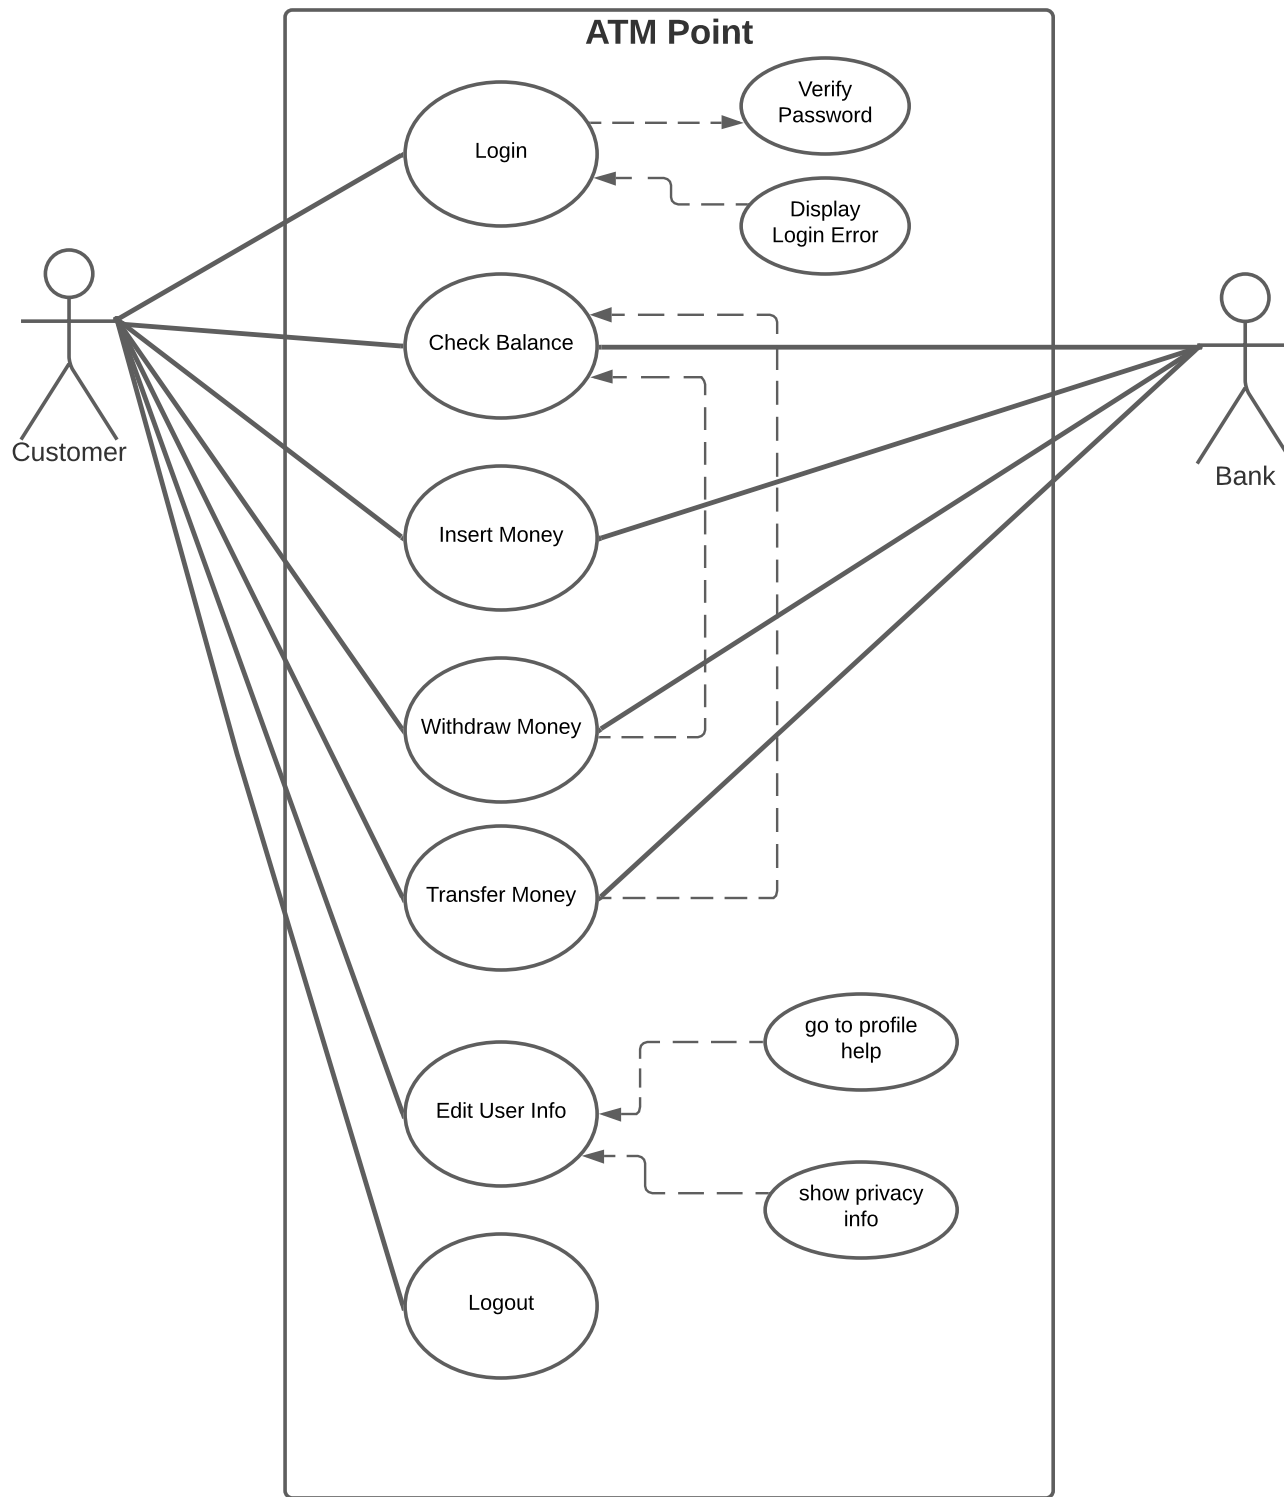 ATM Point
Verify
Password
Login
Display
Login Error
Check Balance
Customer
Bank
Insert Money
Withdraw Money
Transfer Money
go to profile
help
Edit User Info
show privacy
info
Logout